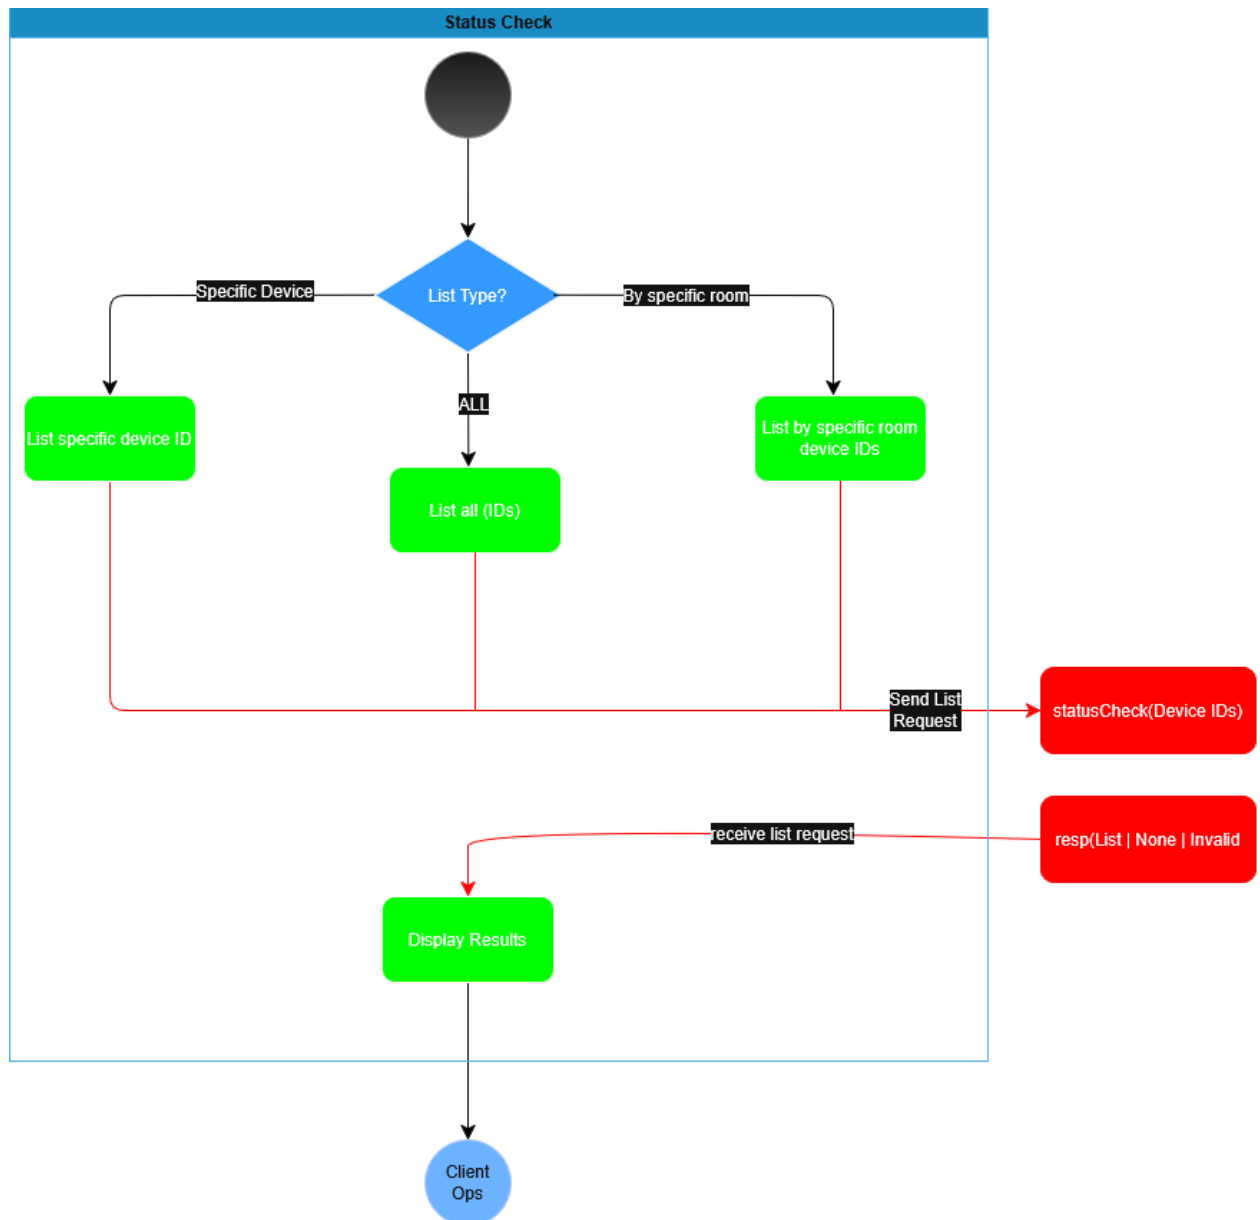 Status Check
List Type?
Specific Device
By specific room
ALL
List specific device ID
List by specific room
device IDs
List all (IDs)
Send List
Request
statusCheck(Device IDs)
receive list request
resp(List | None | Invalid
Display Results
Client
Ops